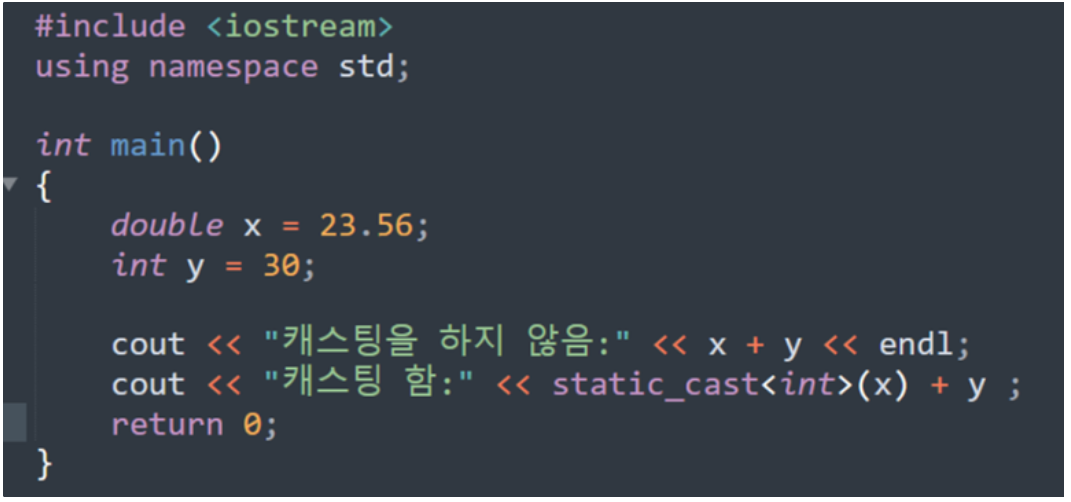 #include <iostream>
using namespace std;
int main()
{
double x = 23.56;
int y = 30;
cout << "캐스팅을 하지 않음:" << x + y << endl;
cout << "캐스팅 함:" << static_cast<int>(x) + y ;
return 0;
}